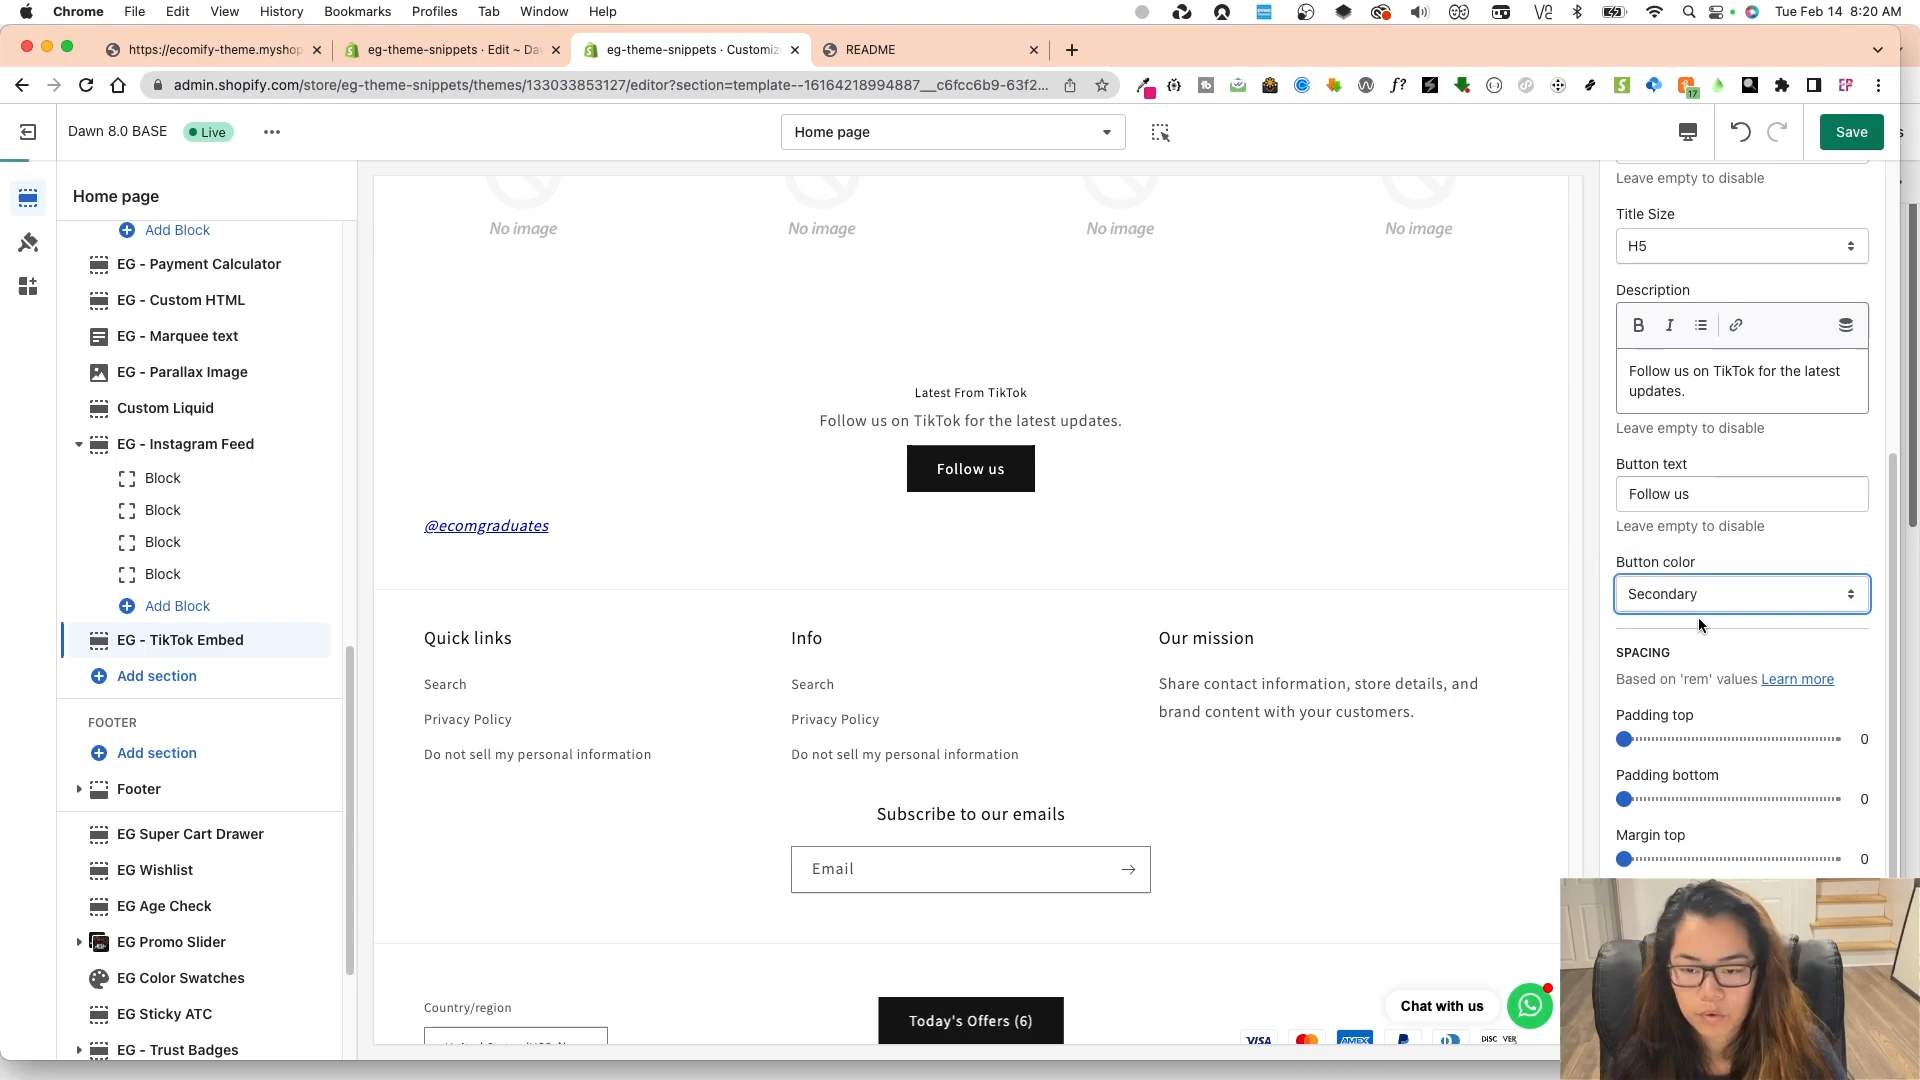 Chrome File Edit View History Bookmarks Profiles Tab Window Help
Tue Feb 14 8:20 AM
https://ecomify-theme.myshop
eg-theme-snippets · Edit ~ Da
eg-theme-snippets · Customiz
README
admin.shopify.com/store/eg-theme-snippets/themes/133033853127/editor?section=template--16164218994887__c6fcc6b9-63f2...
17
Dawn 8.0 BASE
Live
Home page
Save
Home page
Add Block
EG - Payment Calculator
EG - Custom HTML
EG - Marquee text
EG - Parallax Image
Custom Liquid
EG - Instagram Feed
Block
Block
Block
Block
Add Block
EG - TikTok Embed
Add section
FOOTER
Add section
Footer
EG Super Cart Drawer
EG Wishlist
EG Age Check
EG Promo Slider
EG Color Swatches
EG Sticky ATC
EG - Trust Badges
No image No image No image No image
Latest From TikTok
Follow us on TikTok for the latest updates.
Follow us
@ecomgraduates
Quick links
Search
Privacy Policy
Do not sell my personal information
Info
Search
Privacy Policy
Do not sell my personal information
Our mission
Share contact information, store details, and
brand content with your customers.
Subscribe to our emails
Email
Country/region
Today's Offers (6)
Chat with us
VISA
AMEX
DISCOVER
Leave empty to disable
Title Size
H5
Description
B I
Follow us on TikTok for the latest
updates.
Leave empty to disable
Button text
Follow us
Leave empty to disable
Button color
Secondary
SPACING
Based on 'rem' values Learn more
Padding top
0
Padding bottom
0
Margin top
0